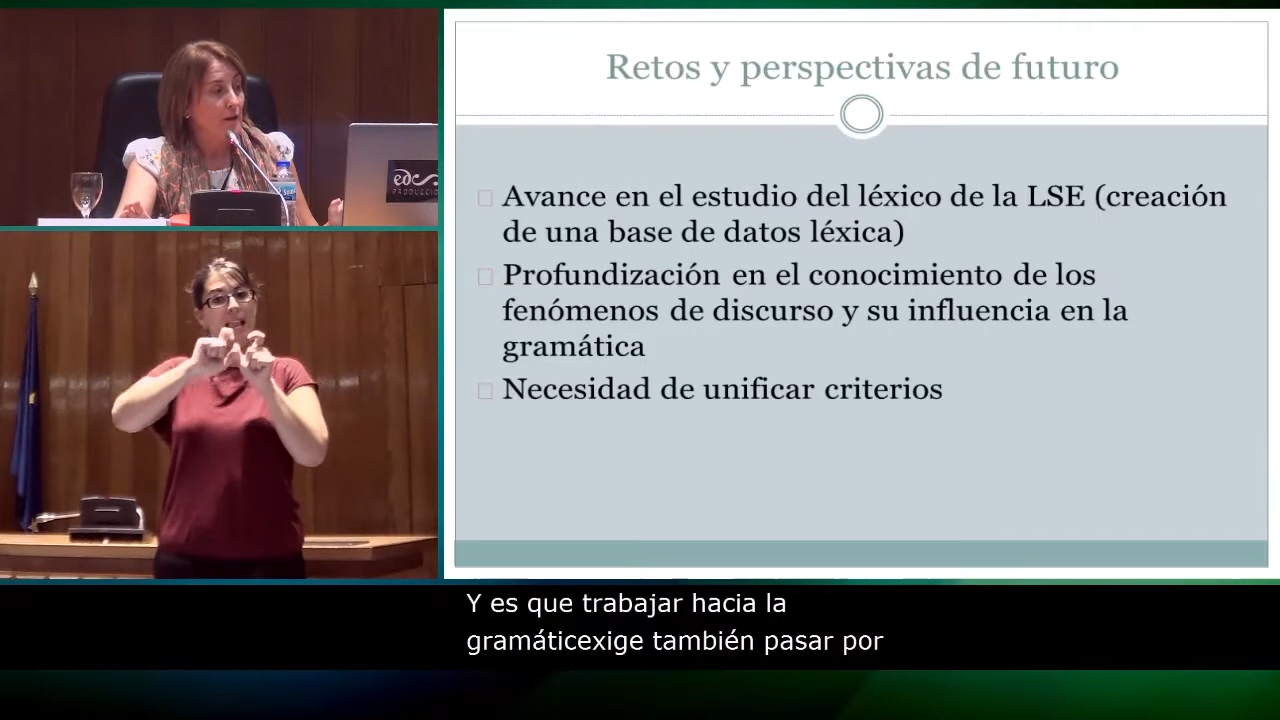 Retos y perspectivas de futuro
Avance en el estudio del léxico de la LSE (creación
de una base de datos léxica)
Profundización en el conocimiento de los
fenómenos de discurso y su influencia en la
gramática
Necesidad de unificar criterios
edc
Y es que trabajar hacia la
gramáticexige también pasar por